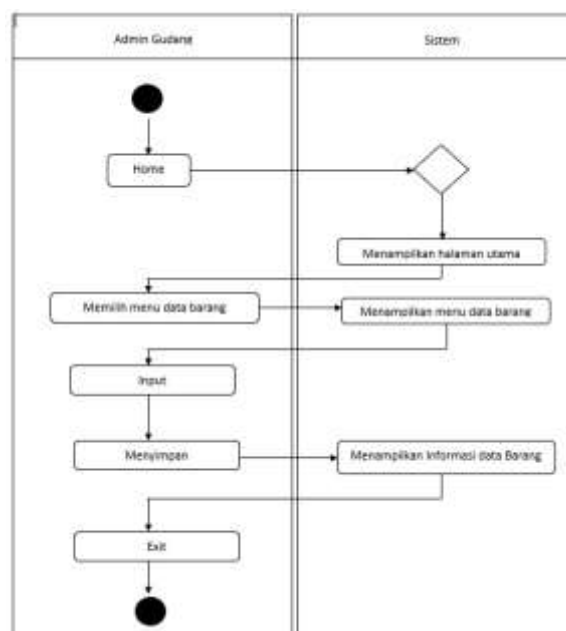 Admin Gudang
Sistem
Home
Menampilkan halaman utama
Memilih menu data barang
Menampilkan menu data barang
Input
Menyimpan
Menampilkan Informasi data Barang
Exit